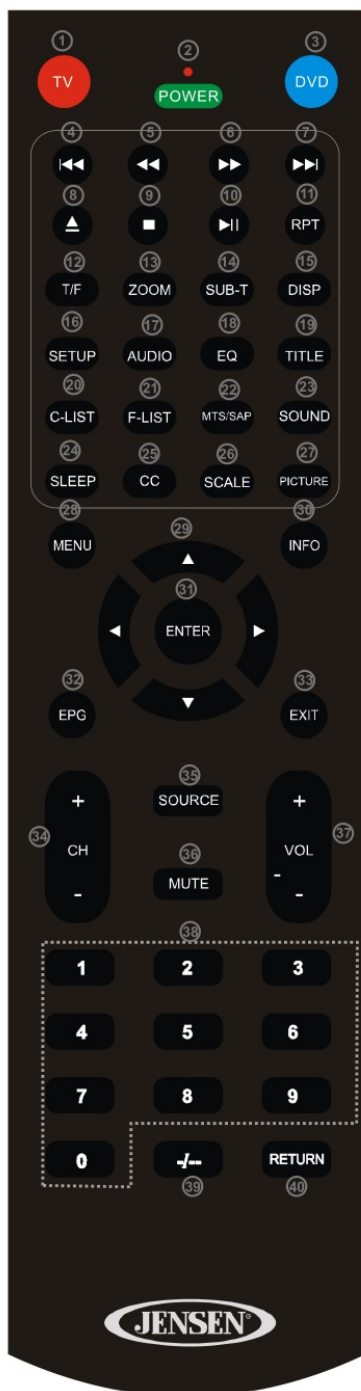 1 2 3
TV POWER DVD
4 5 6 7
8 9 10 11
RPT
12 13 14 15
T/F ZOOM SUB-T DISP
16 17 18 19
SETUP AUDIO EQ TITLE
20 21 22 23
C-LIST F-LIST MTS/SAP SOUND
24 25 26 27
SLEEP CC SCALE PICTURE
28 29 30
MENU INFO
31
ENTER
32 33
EPG EXIT
35
+ SOURCE +
34 CH VOL 37
36
- MUTE - -
38
1 2 3
4 5 6
7 8 9
0 -/-- RETURN
39 40
JENSEN®